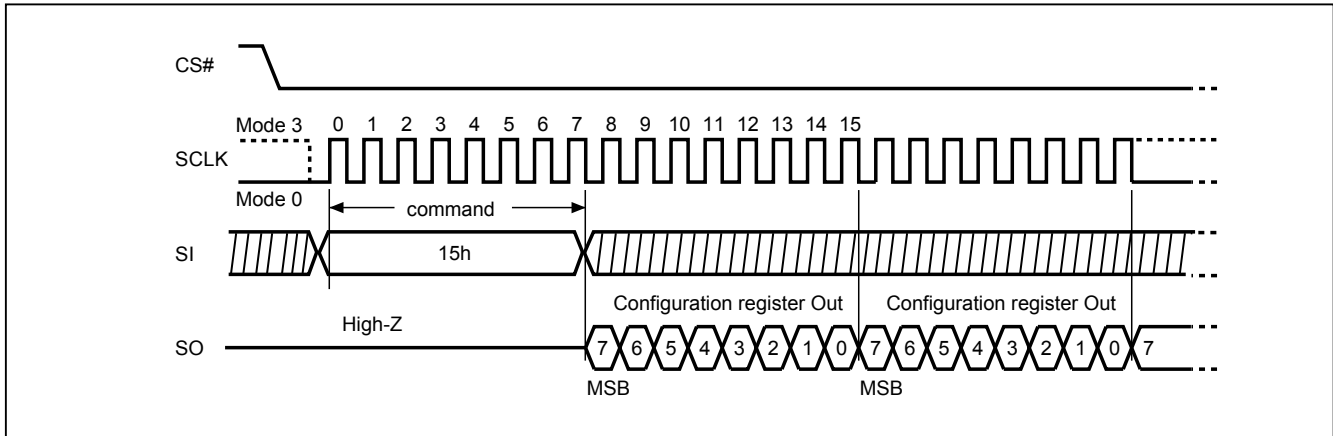 CS#
Mode 3
0 1 2 3 4 5 6 7 8 9 10 11 12 13 14 15
SCLK
Mode 0
command
SI
15h
Configuration register Out Configuration register Out
High-Z
SO
7 6 5 4 3 2 1 0 7 6 5 4 3 2 1 0 7
MSB MSB